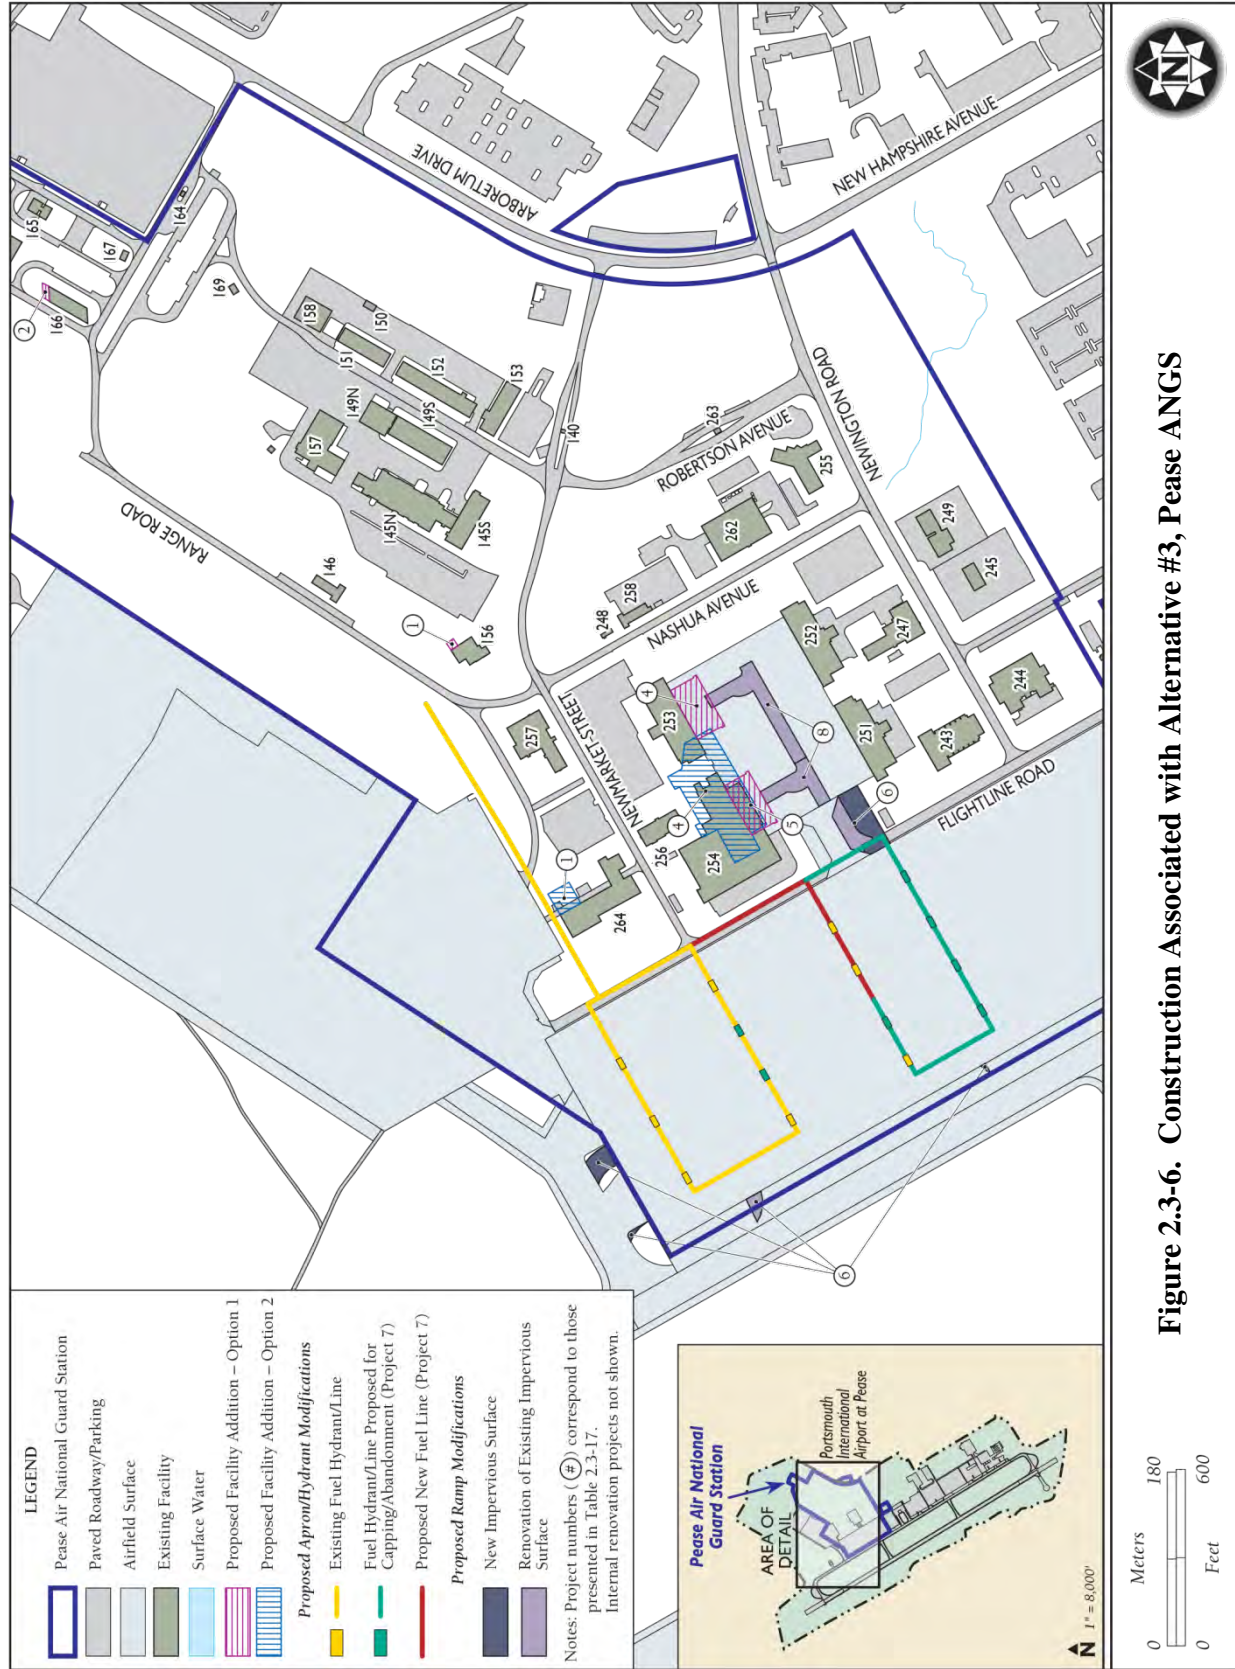 LEGEND
Pease Air National Guard Station
Paved Roadway/Parking
Airfield Surface
Existing Facility
Surface Water
Proposed Facility Addition – Option 1
Proposed Facility Addition – Option 2
Proposed Apron/Hydrant Modifications
Existing Fuel Hydrant/Line
Fuel Hydrant/Line Proposed for
Capping/Abandonment (Project 7)
Proposed New Fuel Line (Project 7)
Proposed Ramp Modifications
New Impervious Surface
Renovation of Existing Impervious
Surface
Notes: Project numbers (#) correspond to those
presented in Table 2.3-17.
Internal renovation projects not shown.
Pease Air National
Guard Station
AREA OF
DETAIL
Portsmouth
International
Airport at Pease
N
1" = 8,000'
RANGE ROAD
ARBORETUM DRIVE
NEW HAMPSHIRE AVENUE
NEWINGTON ROAD
ROBERTSON AVENUE
NASHUA AVENUE
NEWMARKET STREET
FLIGHTLINE ROAD
2
166
165
167
164
169
158
150
151
152
153
149N
149S
157
145N
145S
146
140
1
156
263
255
262
258
248
257
1
264
256
254
253
4
4
5
8
6
252
247
251
243
244
249
245
6
Meters
0
180
0
600
Feet
Figure 2.3-6. Construction Associated with Alternative #3, Pease ANGS
N